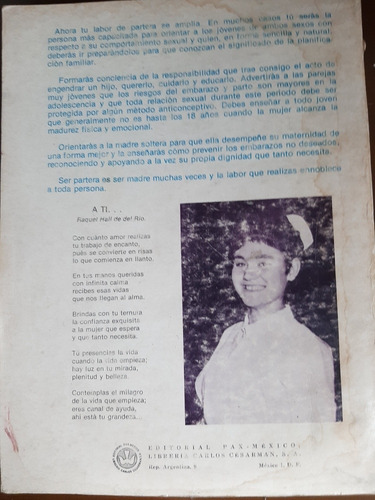 Ahora tu labor de partera se amplía. En muchos casos tú serás la
persona más capacitada para orientar a los jóvenes de ambos sexos con
respecto a su comportamiento sexual y quien, en forma sencilla y natural,
deberás ir preparándolos para que conozcan el significado de la planifica-
ción familiar.
Formarás conciencia de la responsabilidad que trae consigo el acto de
engendrar un hijo, quererlo, cuidarlo y educarlo. Advertirás a las parejas
muy jóvenes que los riesgos del embarazo y parto son mayores en la
adolescencia y que toda relación sexual durante este período debe ser
protegida por algún método anticonceptivo. Debes enseñar a todo joven
que generalmente no es hasta los 18 años cuando la mujer alcanza la
madurez física y emocional.
Orientarás a la madre soltera para que ella desempeñe su maternidad de
una forma mejor y la enseñarás cómo prevenir los embarazos no deseados,
reconociendo y apoyando a la vez su propia dignidad que tanto necesita.
Ser partera es ser madre muchas veces y la labor que realizas ennoblece
a toda persona.
A TI. . .
Raquel Hail de del Río.
Con cuánto amor realizas
tu trabajo de encanto,
pués se convierte en risas
lo que comienza en llanto.
En tus manos queridas
con infinita calma
recibes esas vidas
que nos llegan al alma.
Brindas con tu ternura
la confianza exquisita
a la mujer que espera
y que tanto necesita.
Tú presencias la vida
cuando la vida empieza;
hay luz en tu mirada,
plenitud y belleza.
Contemplas el milagro
de la vida que empieza;
eres canal de ayuda,
ahí está tu grandeza...
EDITORIAL PAX-MÉXICO:
LIBRERIA CARLOS CESARMAN, S. A.
Rep. Argentina, 9 México 1, D. F.